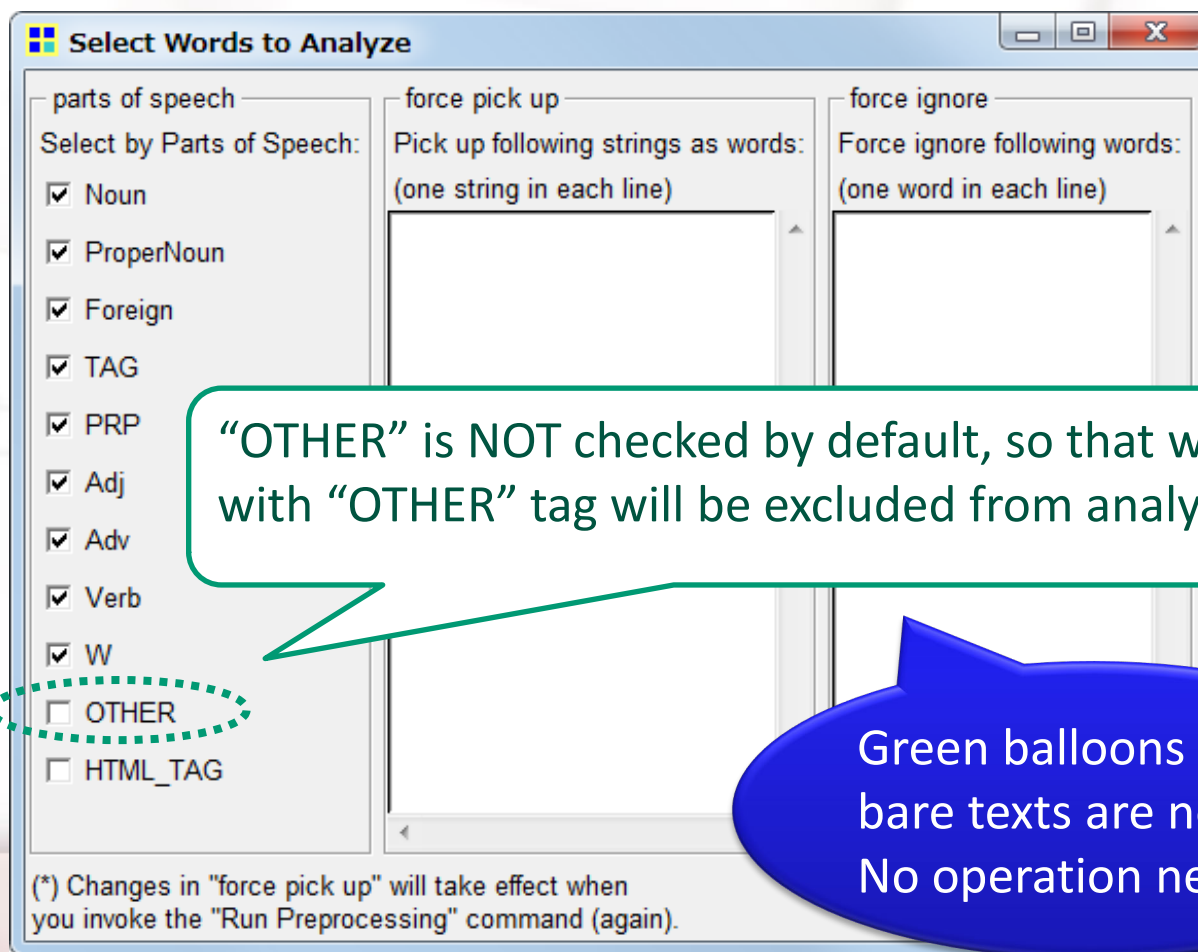 Select Words to Analyze
parts of speech
Select by Parts of Speech:
Noun
ProperNoun
Foreign
TAG
PRP
Adj
Adv
Verb
W
OTHER
HTML_TAG
force pick up
Pick up following strings as words:
(one string in each line)
force ignore
Force ignore following words:
(one word in each line)
“OTHER” is NOT checked by default, so that
with “OTHER” tag will be excluded from
Green balloons
bare texts are
No operation
(*) Changes in "force pick up" will take effect when
you invoke the "Run Preprocessing" command (again).